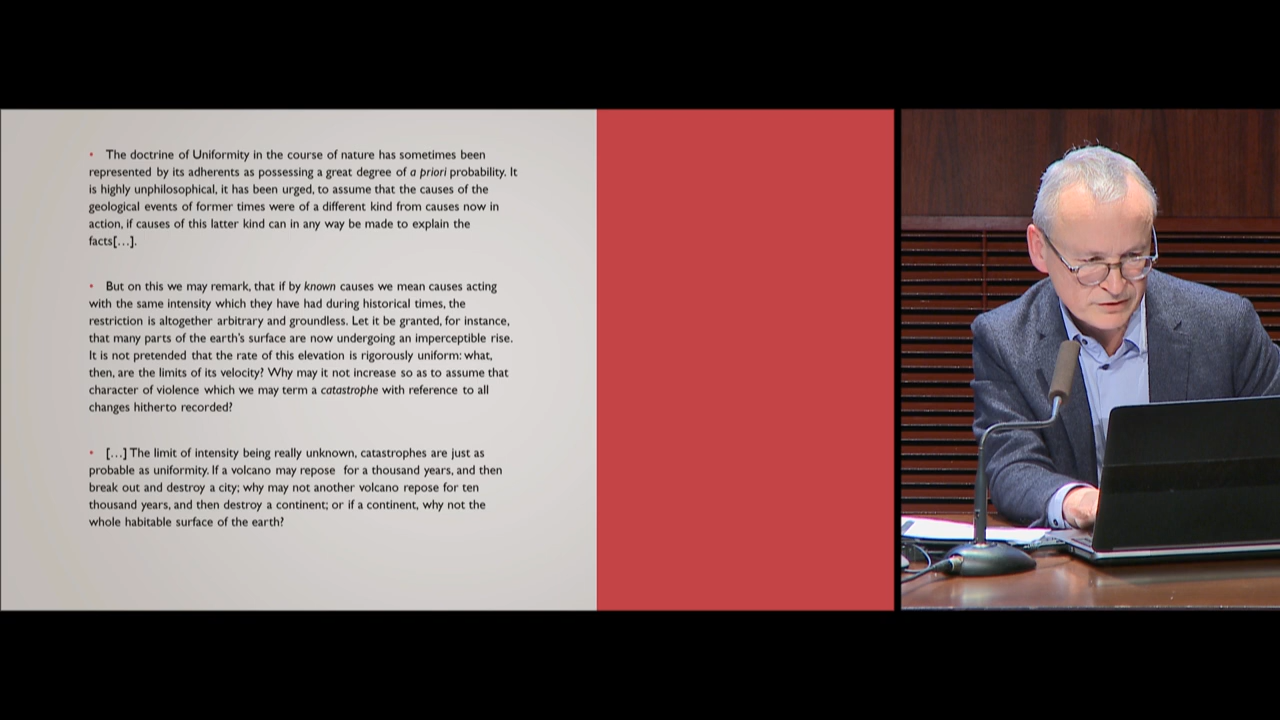 • The doctrine of Uniformity in the course of nature has sometimes been
represented by its adherents as possessing a great degree of a priori probability. It
is highly unphilosophical, it has been urged, to assume that the causes of the
geological events of former times were of a different kind from causes now in
action, if causes of this latter kind can in any way be made to explain the
facts[…].
• But on this we may remark, that if by known causes we mean causes acting
with the same intensity which they have had during historical times, the
restriction is altogether arbitrary and groundless. Let it be granted, for instance,
that many parts of the earth's surface are now undergoing an imperceptible rise.
It is not pretended that the rate of this elevation is rigorously uniform: what,
then, are the limits of its velocity? Why may it not increase so as to assume that
character of violence which we may term a catastrophe with reference to all
changes hitherto recorded?
• […] The limit of intensity being really unknown, catastrophes are just as
probable as uniformity. If a volcano may repose for a thousand years, and then
break out and destroy a city; why may not another volcano repose for ten
thousand years, and then destroy a continent; or if a continent, why not the
whole habitable surface of the earth?